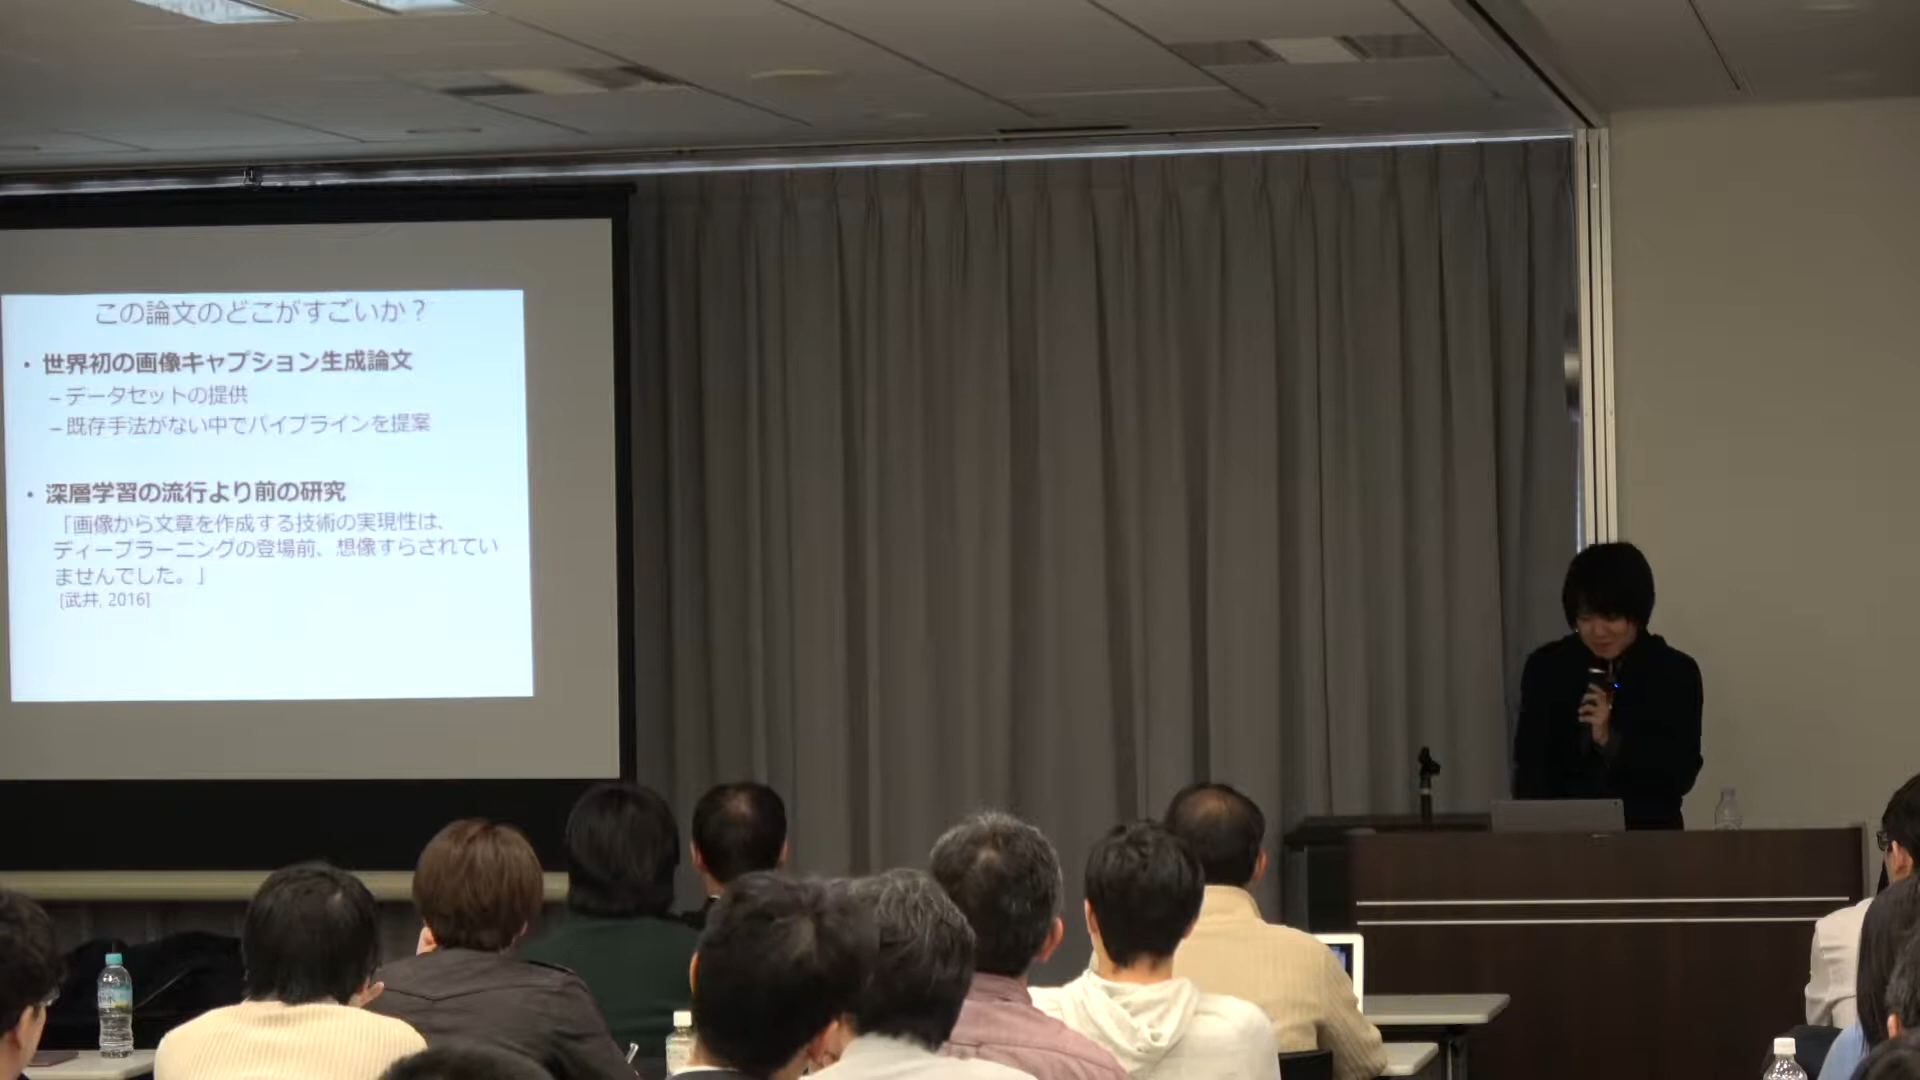 この論文のどこがすごいか？
• 世界初の画像キャプション生成論文
– データセットの提供
– 既存手法がない中でパイプラインを提案
• 深層学習の流行より前の研究
「画像から文章を作成する技術の実現性は、
ディープラーニングの登場前、想像すらされてい
ませんでした。」
[武井, 2016]